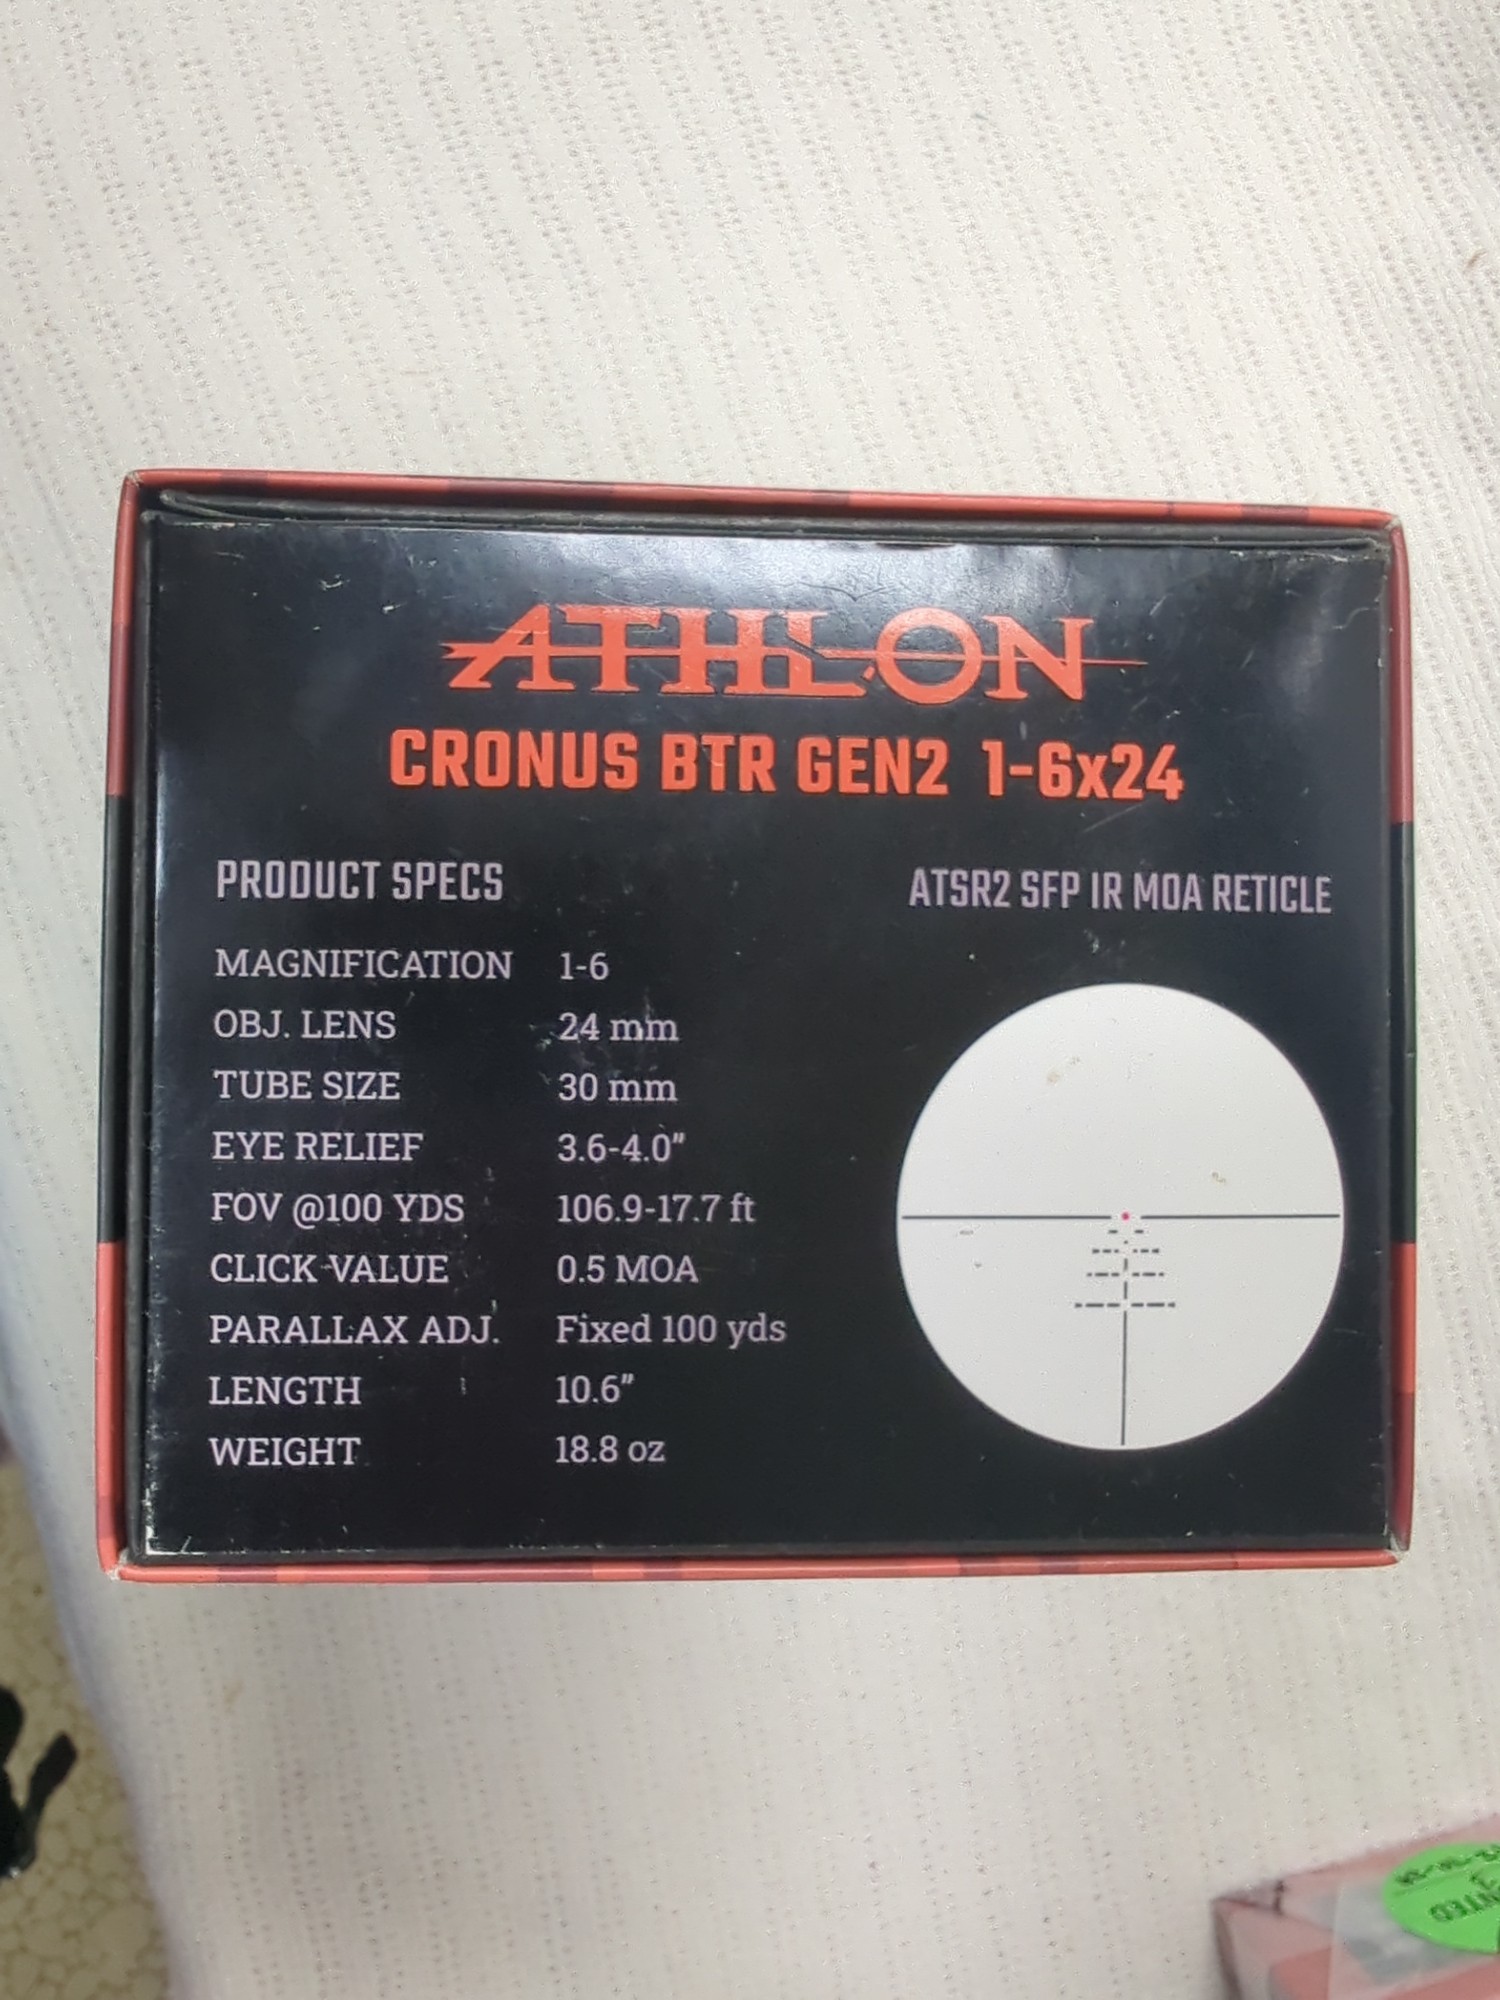 ATHLON
CRONUS BTR GEN2 1-6x24
PRODUCT SPECS
MAGNIFICATION 1-6
OBJ. LENS 24 mm
TUBE SIZE 30 mm
EYE RELIEF 3.6-4.0"
FOV @100 YDS 106.9-17.7 ft
CLICK VALUE 0.5 MOA
PARALLAX ADJ. Fixed 100 yds
LENGTH 10.6"
WEIGHT 18.8 oz
ATSR2 SFP IR MOA RETICLE